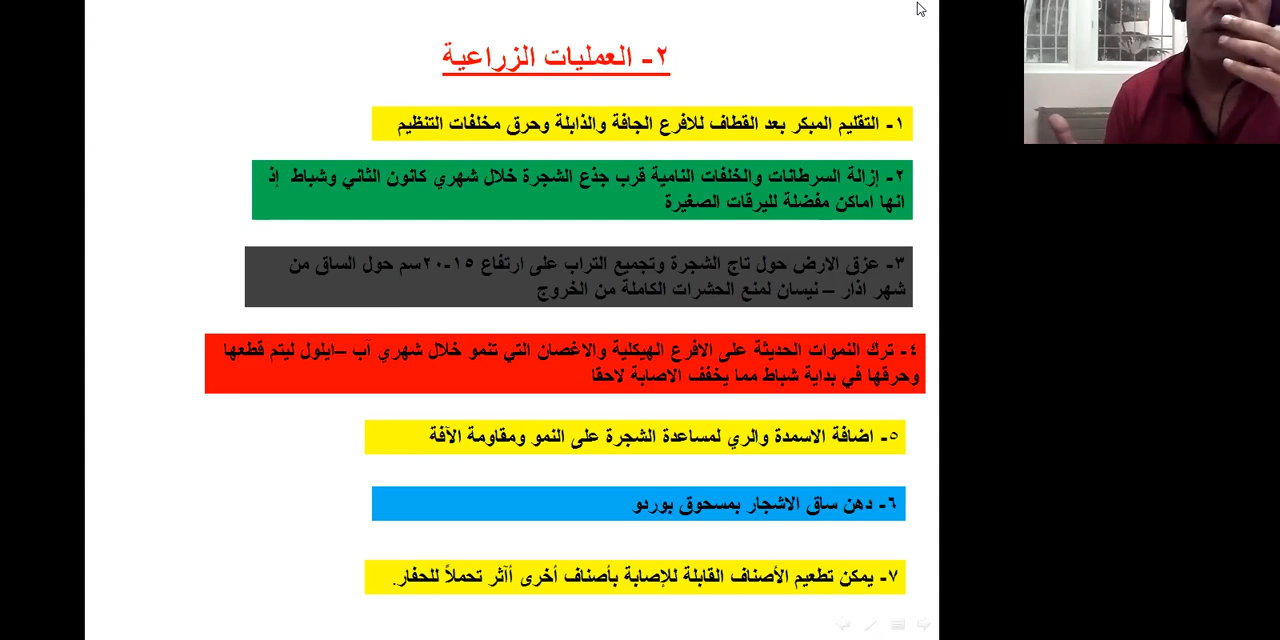 ٢- العمليات الزراعية
١- التقليم المبكر بعد القطاف للافرع الجافة والذابلة وحرق مخلفات التنظيم
٢- إزالة السرطانات والخلفات النامية قرب جذع الشجرة خلال شهري كانون الثاني وشباط إذ
انها اماكن مفضلة لليرقات الصغيرة
٣- عزق الارض حول تاج الشجرة وتجميع التراب على ارتفاع ١٥-٢٠سم حول الساق من
شهر اذار – نيسان لمنع الحشرات الكاملة من الخروج
٤- ترك النموات الحديثة على الافرع الهيكلية والاغصان التي تنمو خلال شهري آب –ايلول ليتم قطعها
وحرقها في بداية شباط مما يخفف الاصابة لاحقا
٥- اضافة الاسمدة والري لمساعدة الشجرة على النمو ومقاومة الآفة
٦- دهن ساق الاشجار بمسحوق بوردو
٧- يمكن تطعيم الأصناف القابلة للإصابة بأصناف أخرى أآثر تحملاً للحفار.